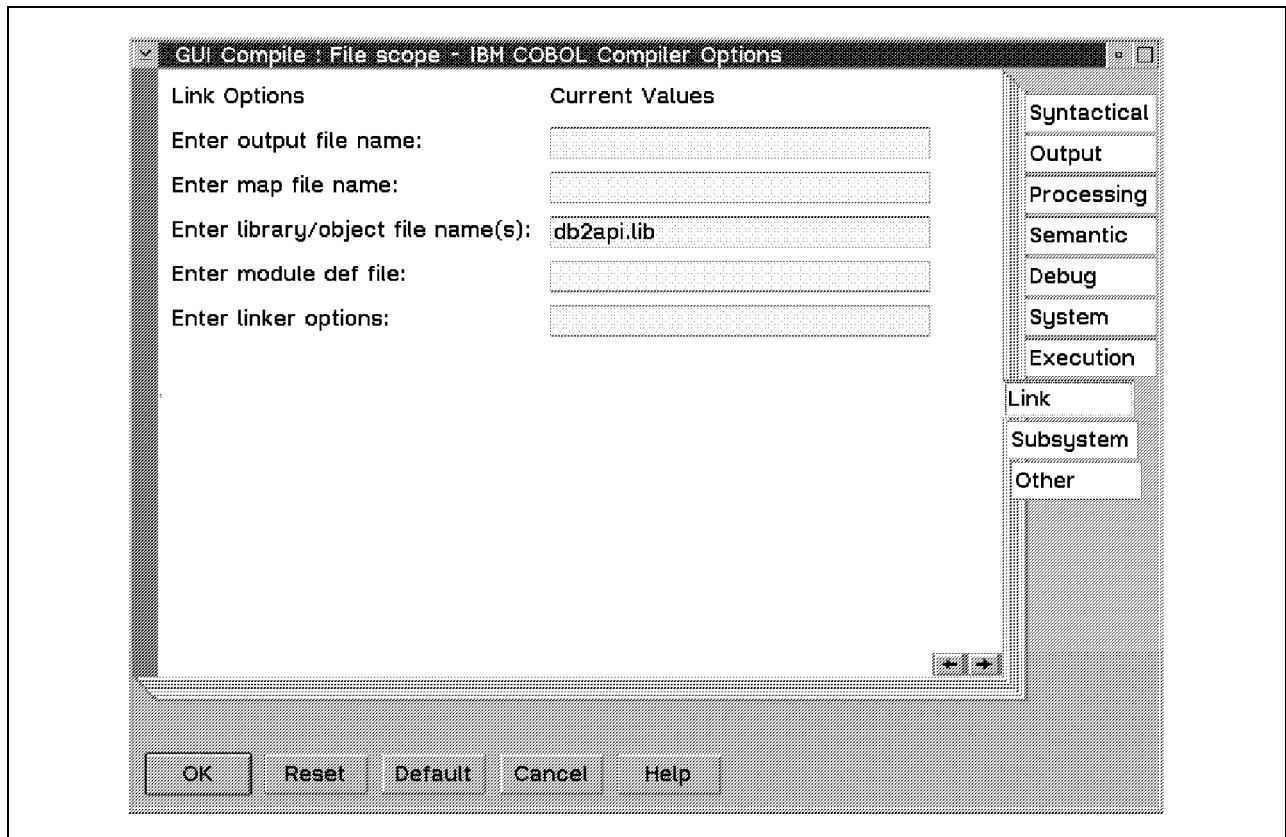 GUI Compile : File scope - IBM COBOL Compiler Options
Link Options Current Values
Enter output file name:
Enter map file name:
Enter library/object file name(s): db2api.lib
Enter module def file:
Enter linker options:
Syntactical
Output
Processing
Semantic
Debug
System
Execution
Link
Subsystem
Other
OK Reset Default Cancel Help